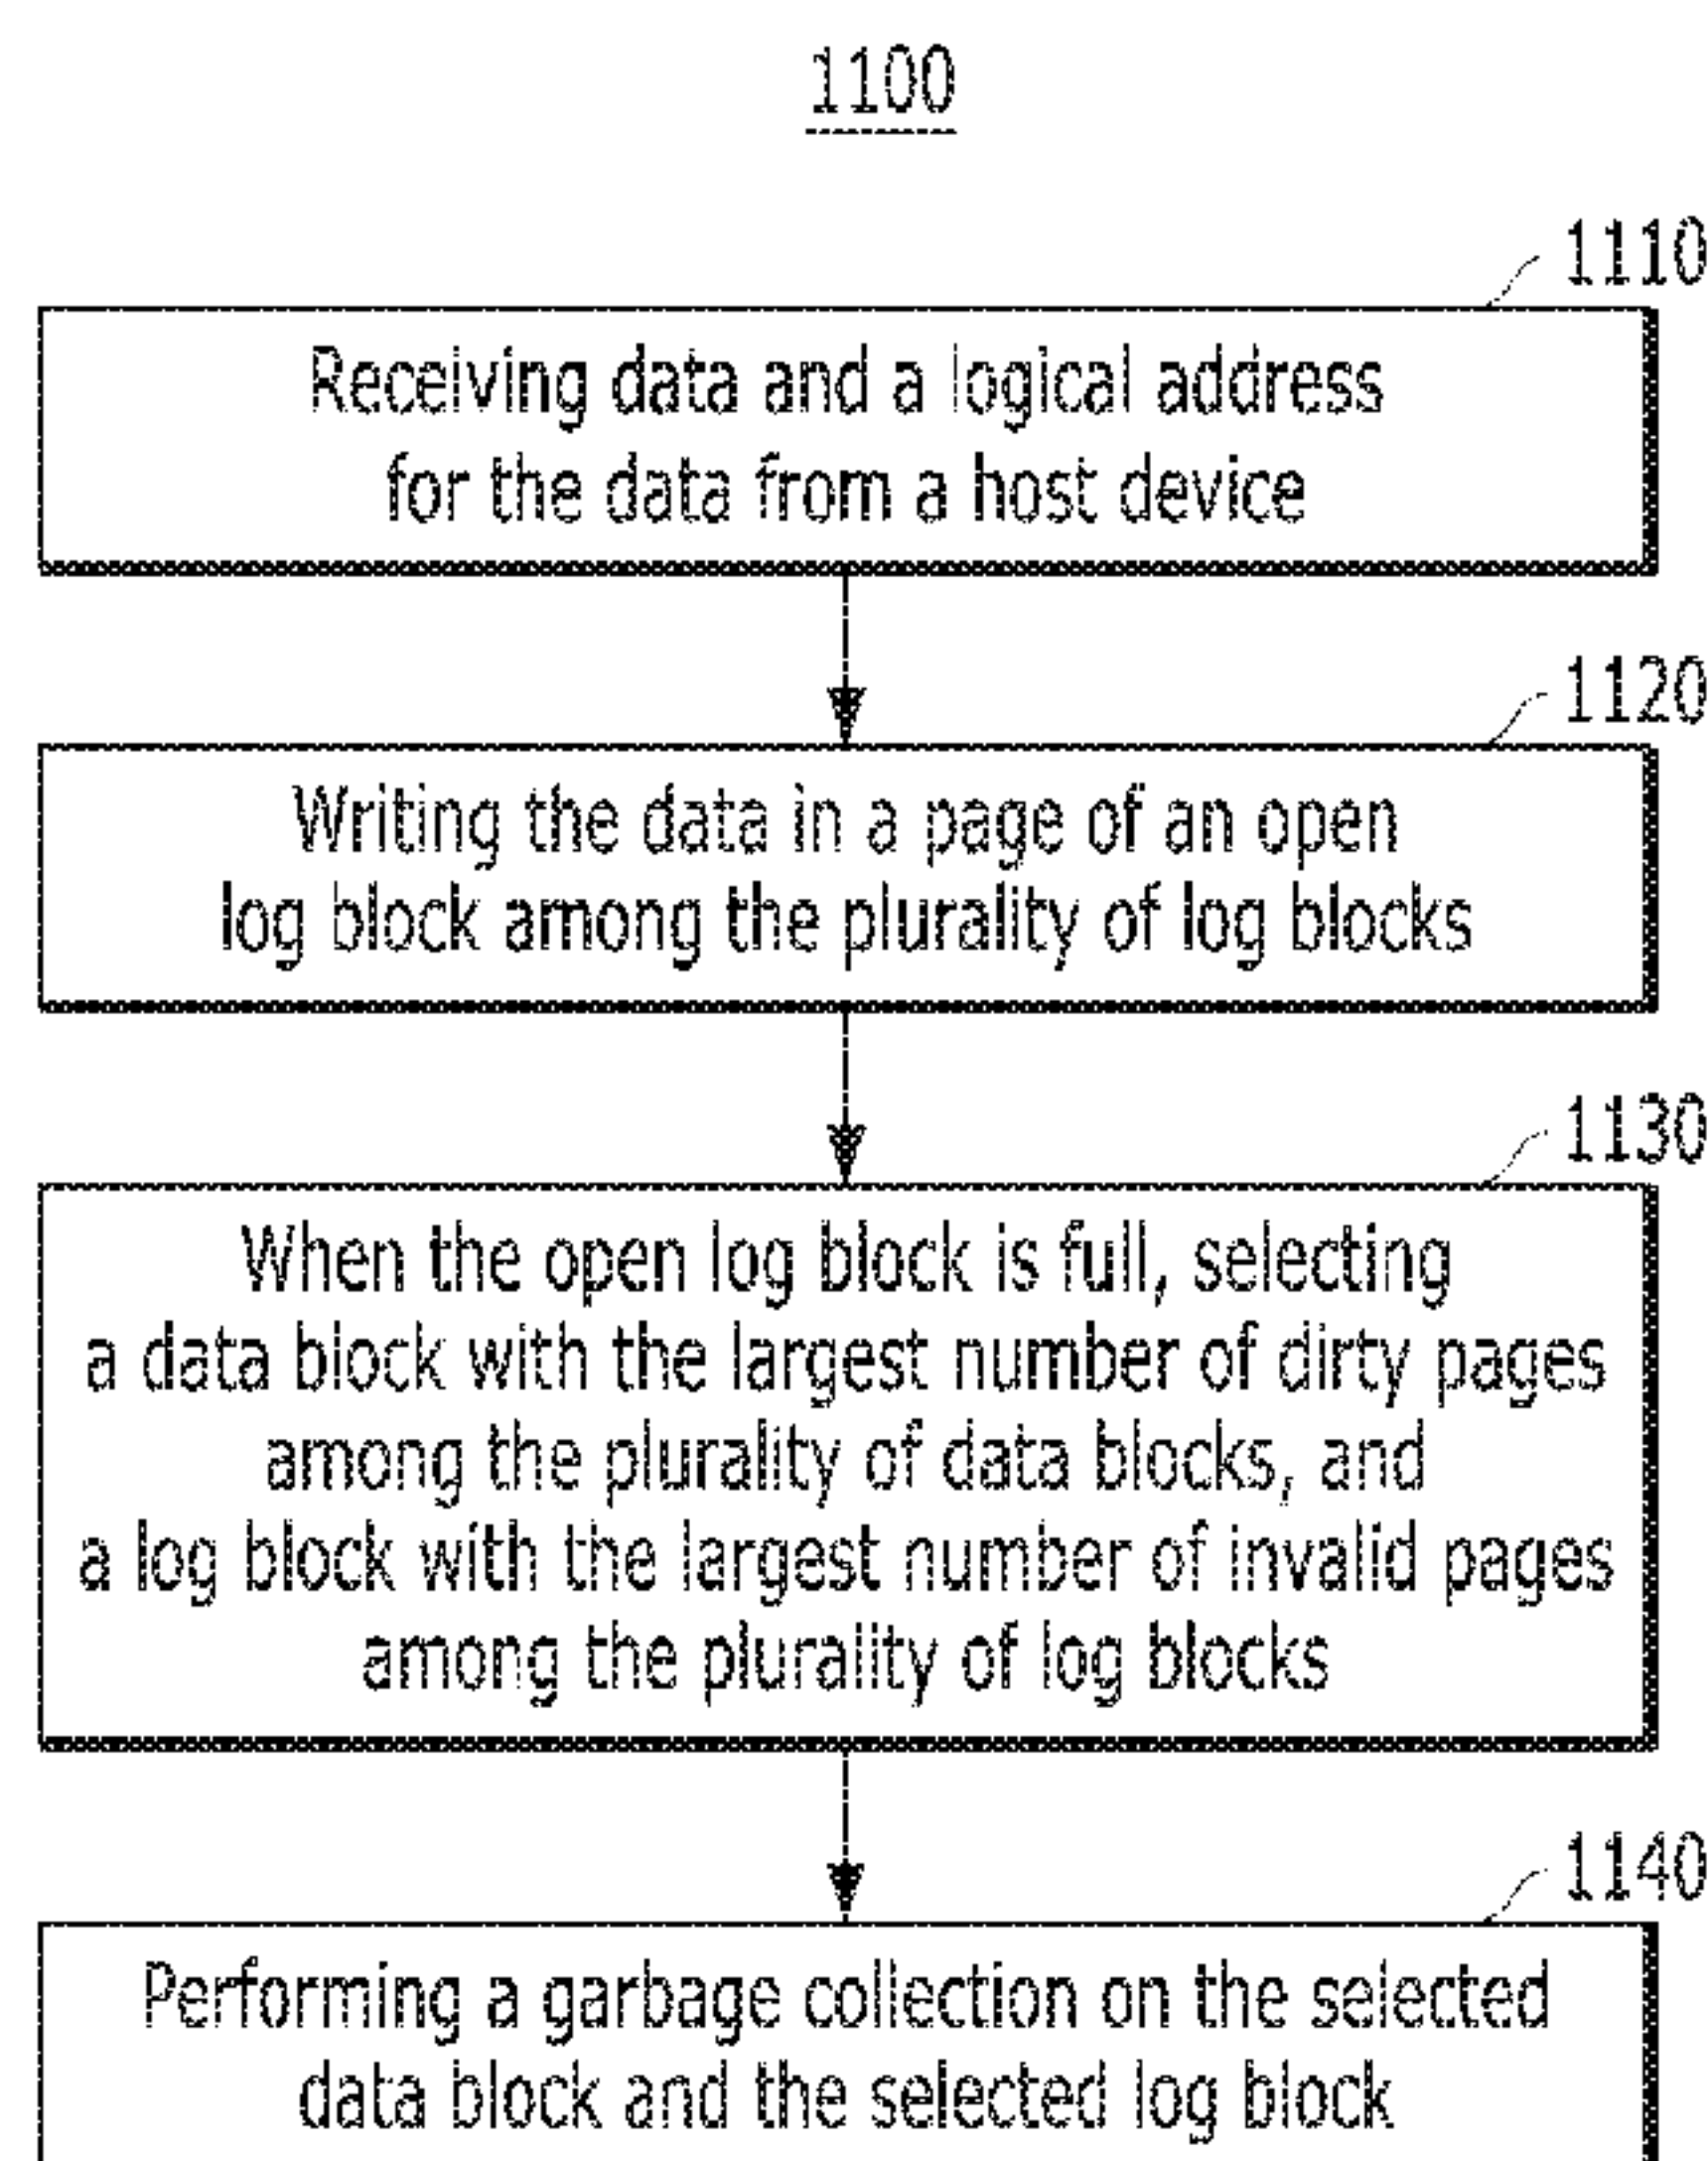 1100
1110
Receiving data and a logical address
for the data from a host device
1120
Writing the data in a page of an open
log block among the plurality of log blocks
1130
When the open log block is full, selecting
a data block with the largest number of dirty pages
among the plurality of data blocks, and
a log block with the largest number of invalid pages
among the plurality of log blocks
1140
Performing a garbage collection on the selected
data block and the selected log block